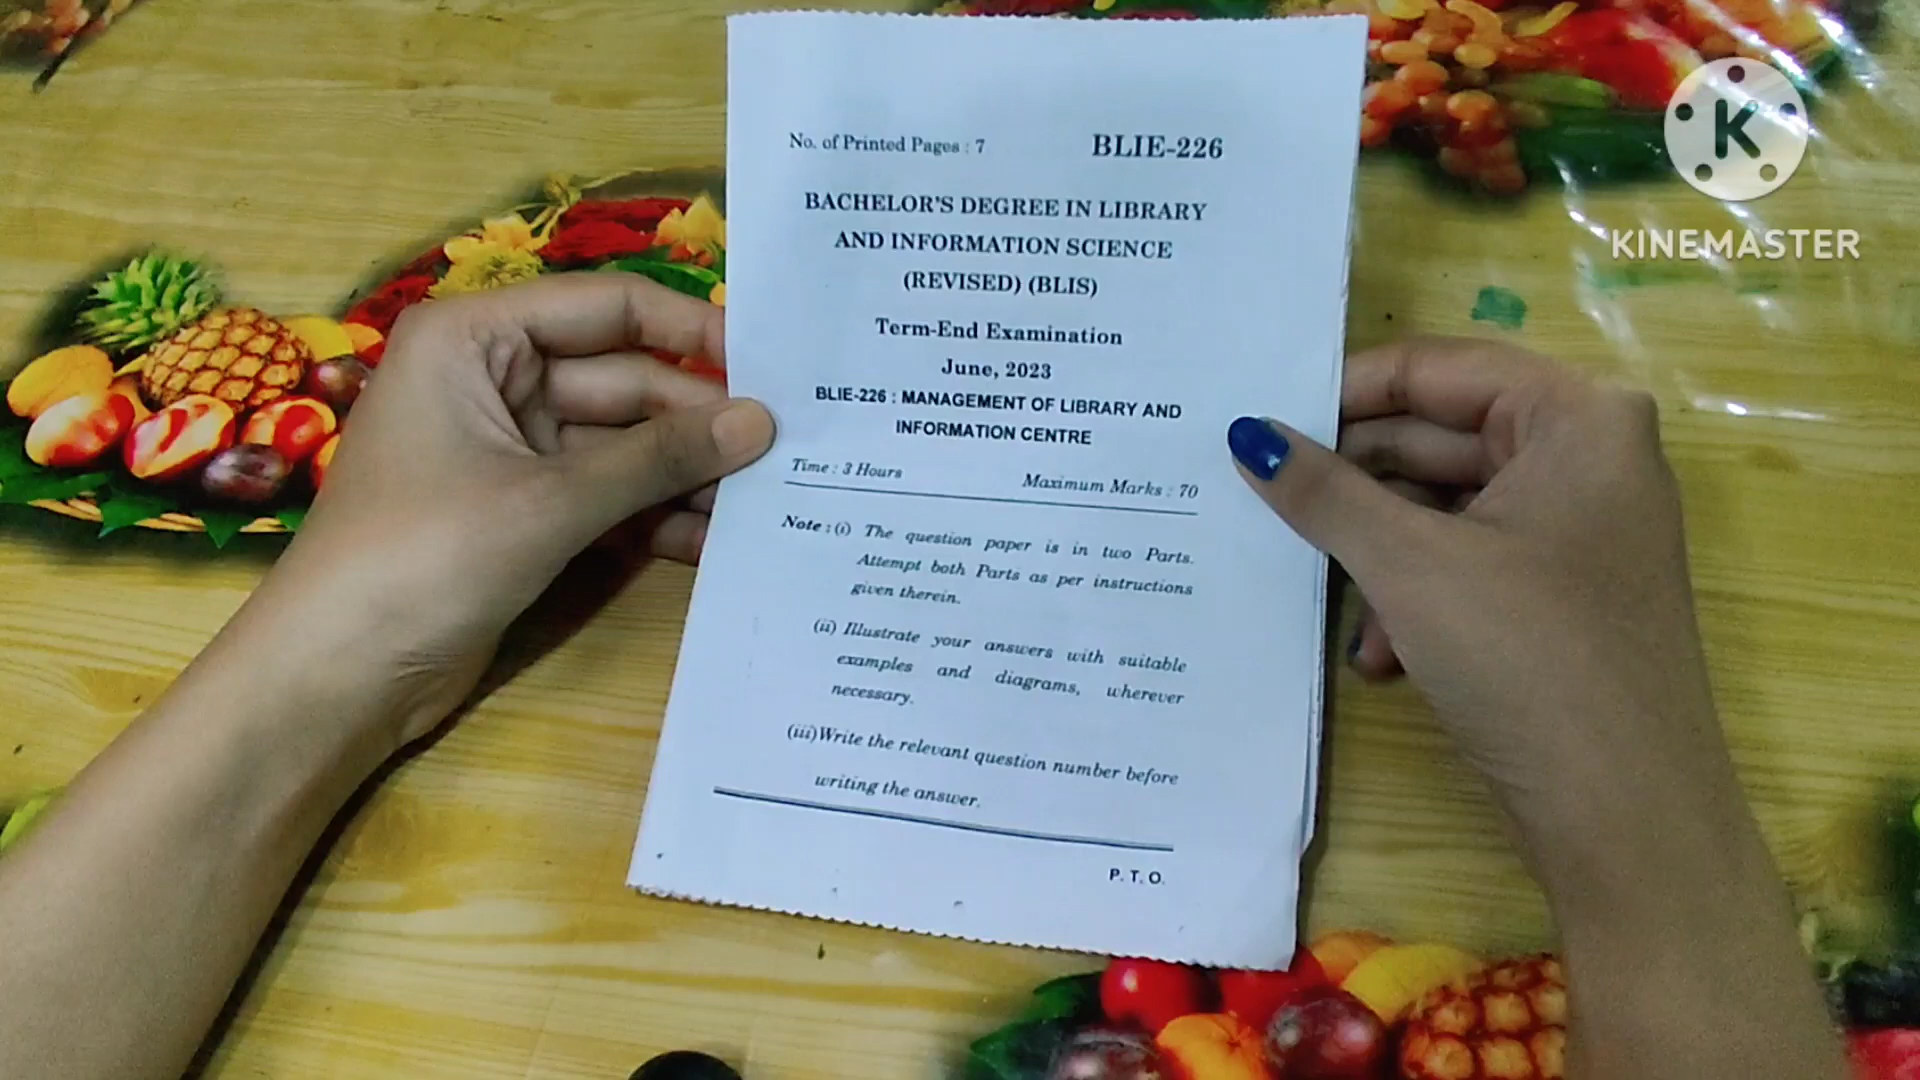 No. of Printed Pages : 7 BLIE-226
BACHELOR'S DEGREE IN LIBRARY
AND INFORMATION SCIENCE
(REVISED) (BLIS)
Term-End Examination
June, 2023
BLIE-226 : MANAGEMENT OF LIBRARY AND
INFORMATION CENTRE
Time : 3 Hours Maximum Marks : 70
Note : (i) The question paper is in two Parts.
Attempt both Parts as per instructions
given therein.
(ii) Illustrate your answers with suitable
examples and diagrams, wherever
necessary.
(iii) Write the relevant question number before
writing the answer.
P. T. O.
K
KINEMASTER